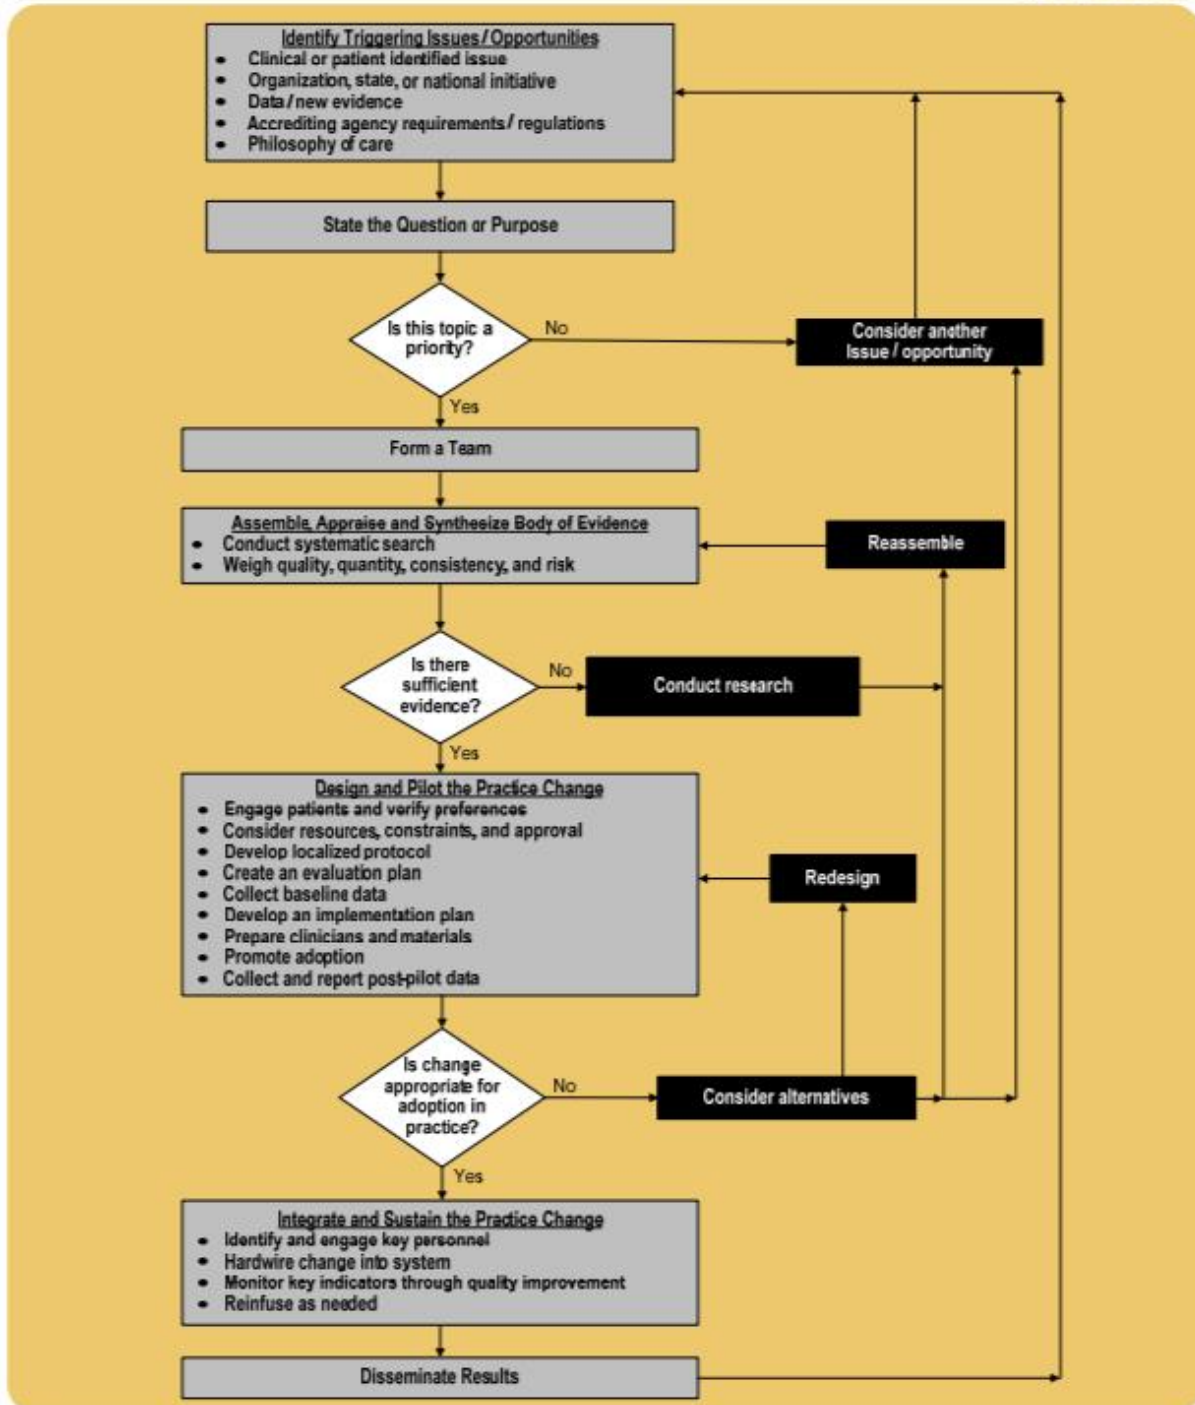 Identify Triggering Issues / Opportunities
• Clinical or patient identified issue
• Organization, state, or national initiative
• Data / new evidence
• Accrediting agency requirements / regulations
• Philosophy of care
State the Question or Purpose
Is this topic a
priority?
No
Consider another
Issue / opportunity
Yes
Form a Team
Assemble, Appraise and Synthesize Body of Evidence
• Conduct systematic search
• Weigh quality, quantity, consistency, and risk
Reassemble
Is there
sufficient
evidence?
No
Conduct research
Yes
Design and Pilot the Practice Change
• Engage patients and verify preferences
• Consider resources, constraints, and approval
• Develop localized protocol
• Create an evaluation plan
• Collect baseline data
• Develop an implementation plan
• Prepare clinicians and materials
• Promote adoption
• Collect and report post-pilot data
Redesign
Is change
appropriate for
adoption in
practice?
No
Consider alternatives
Yes
Integrate and Sustain the Practice Change
• Identify and engage key personnel
• Hardwire change into system
• Monitor key indicators through quality improvement
• Reinfuse as needed
Disseminate Results